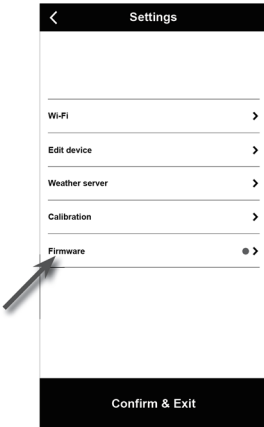 Settings
Wi-Fi
Edit device
Weather server
Calibration
Firmware
Confirm & Exit